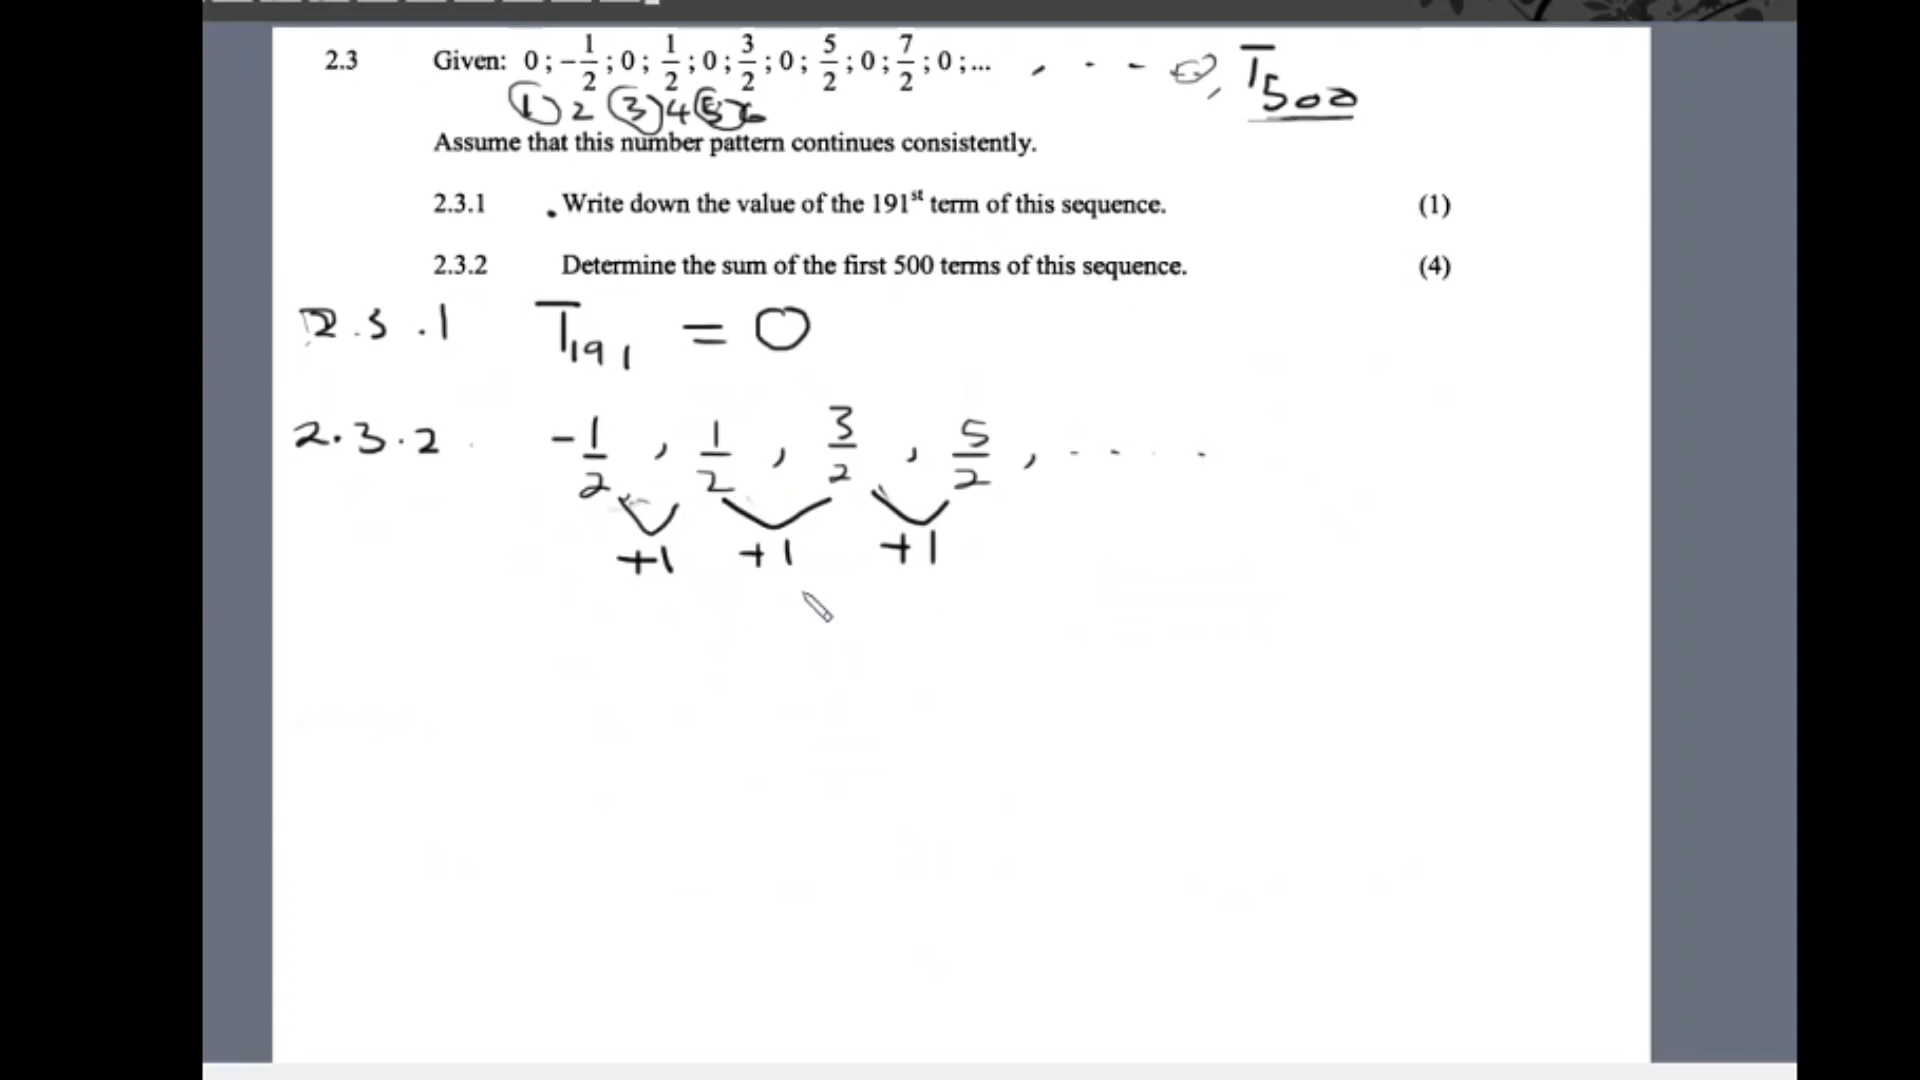 2.3 Given: 0 ; -1/2 ; 0 ; 1/2 ; 0 ; 3/2 ; 0 ; 5/2 ; 0 ; 7/2 ; 0 ; ... , . . - 0, T500
1 2 3 4 5 6
Assume that this number pattern continues consistently.
2.3.1 . Write down the value of the 191st term of this sequence. (1)
2.3.2 Determine the sum of the first 500 terms of this sequence. (4)
2.3.1 T191 = 0
2.3.2 -1/2 , 1/2 , 3/2 , 5/2 , . . . .
+1 +1 +1